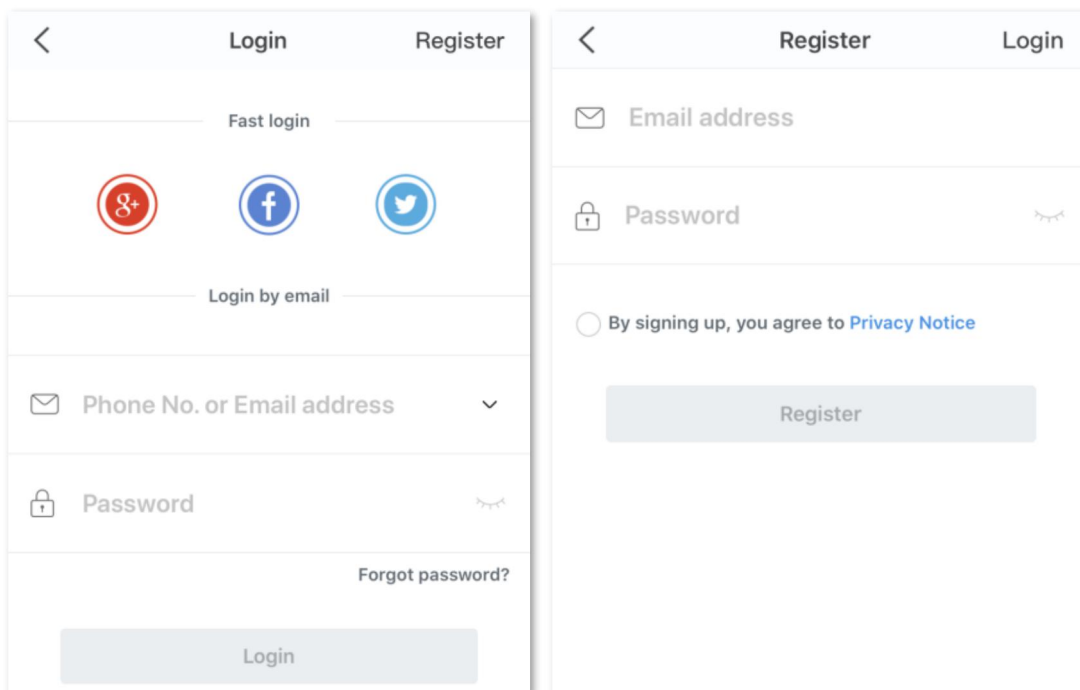 Login Register
Fast login
g+ f
Login by email
Phone No. or Email address
Password
Forgot password?
Login
Register Login
Email address
Password
By signing up, you agree to Privacy Notice
Register